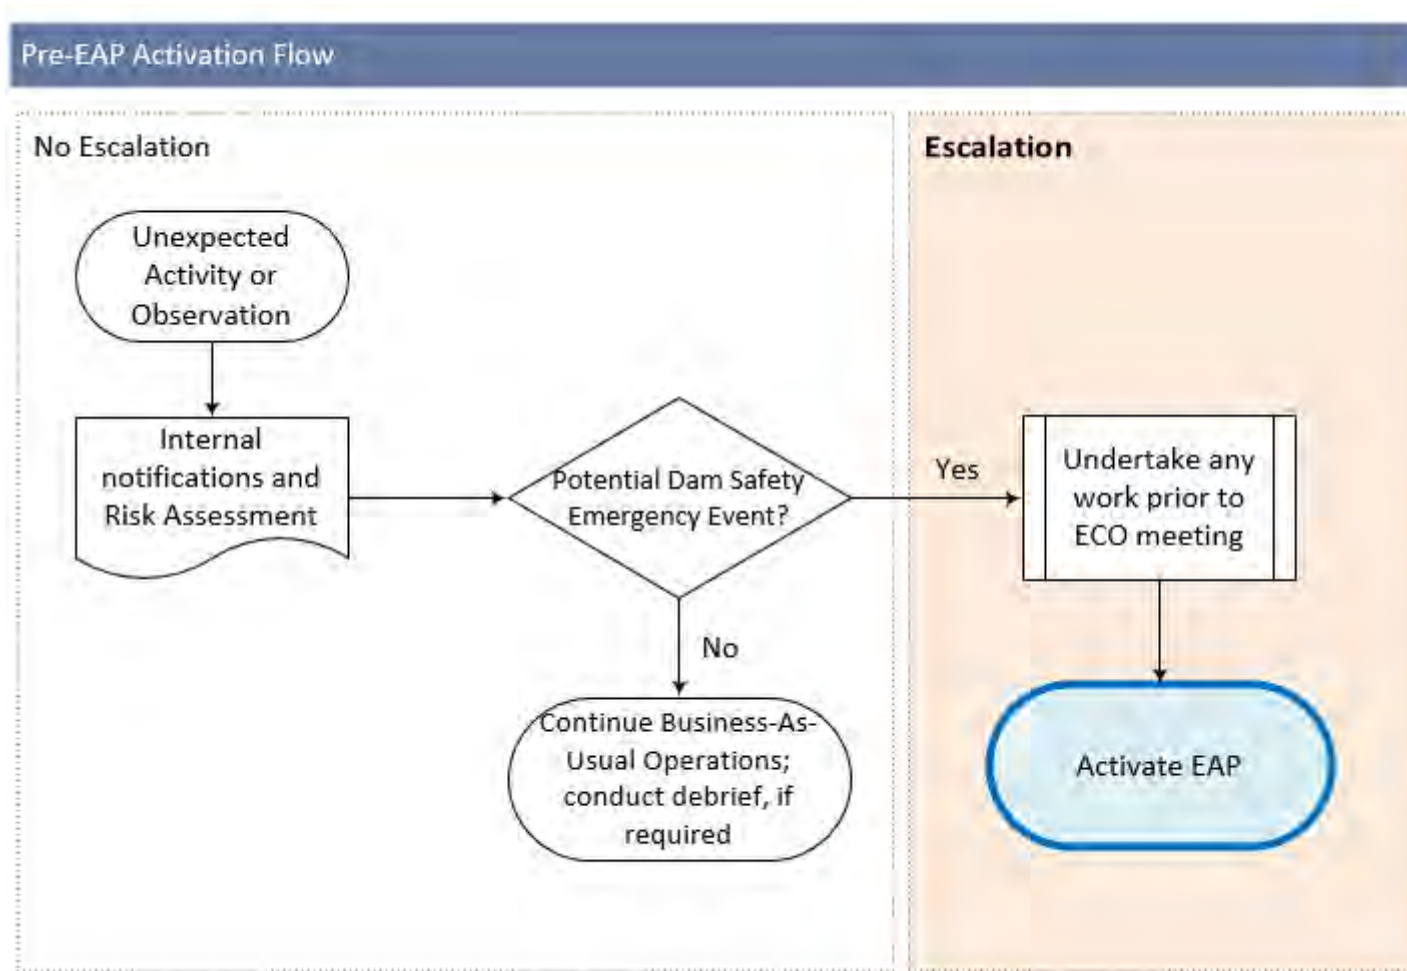 Pre-EAP Activation Flow
No Escalation
Escalation
Unexpected
Activity or
Observation
Internal
notifications and
Risk Assessment
Potential Dam Safety
Emergency Event?
Yes
Undertake any
work prior to
ECO meeting
No
Continue Business-As-
Usual Operations;
conduct debrief, if
required
Activate EAP